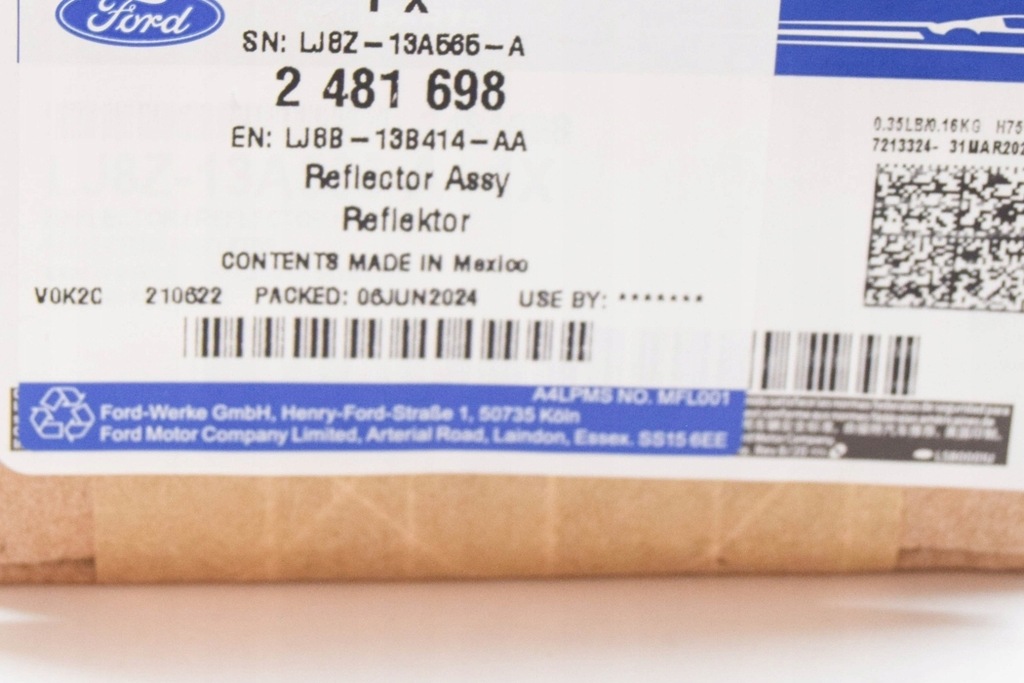 Ford
SN: LJ8Z-13A565-A
2 481 698
EN: LJ8B-13B414-AA
Reflector Assy
Reflektor
CONTENTS MADE IN Mexico
V0K2C 210622 PACKED: 06JUN2024 USE BY: *******
0.35LB/0.16KG H75
7213324- 31MAR202
A4LPMS NO. MFL001
Ford-Werke GmbH, Henry-Ford-Straße 1, 50735 Köln
Ford Motor Company Limited, Arterial Road, Laindon, Essex. SS15 6EE